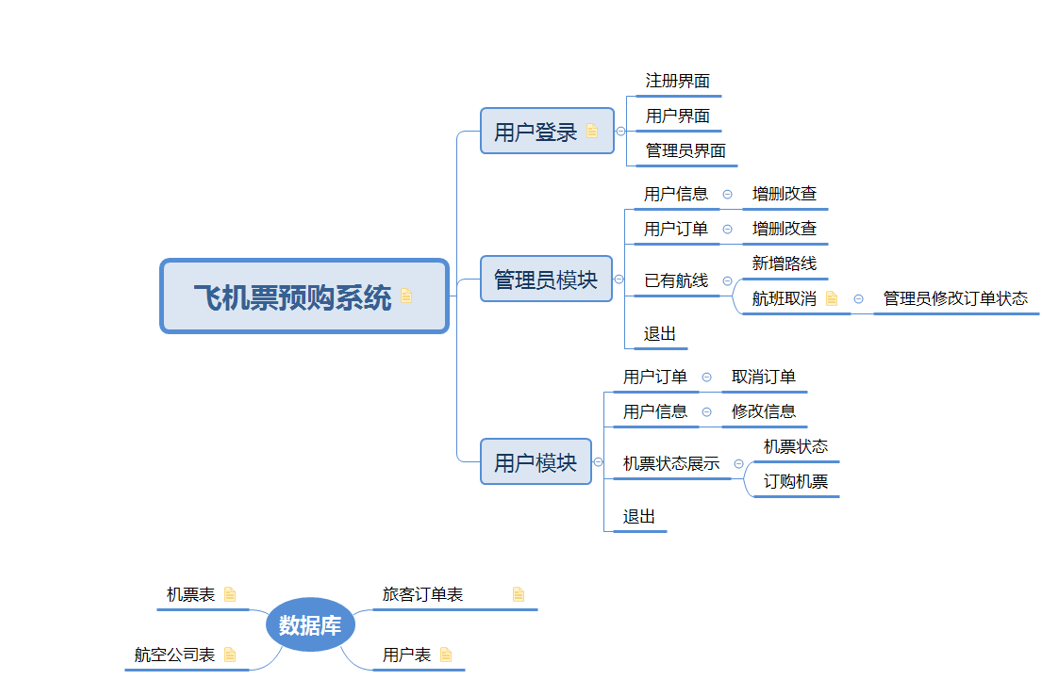 飞机票预购系统
用户登录
注册界面
用户界面
管理员界面
管理员模块
用户信息
增删改查
用户订单
增删改查
已有航线
新增路线
航班取消
管理员修改订单状态
退出
用户模块
用户订单
取消订单
用户信息
修改信息
机票状态展示
机票状态
订购机票
退出
数据库
机票表
旅客订单表
航空公司表
用户表